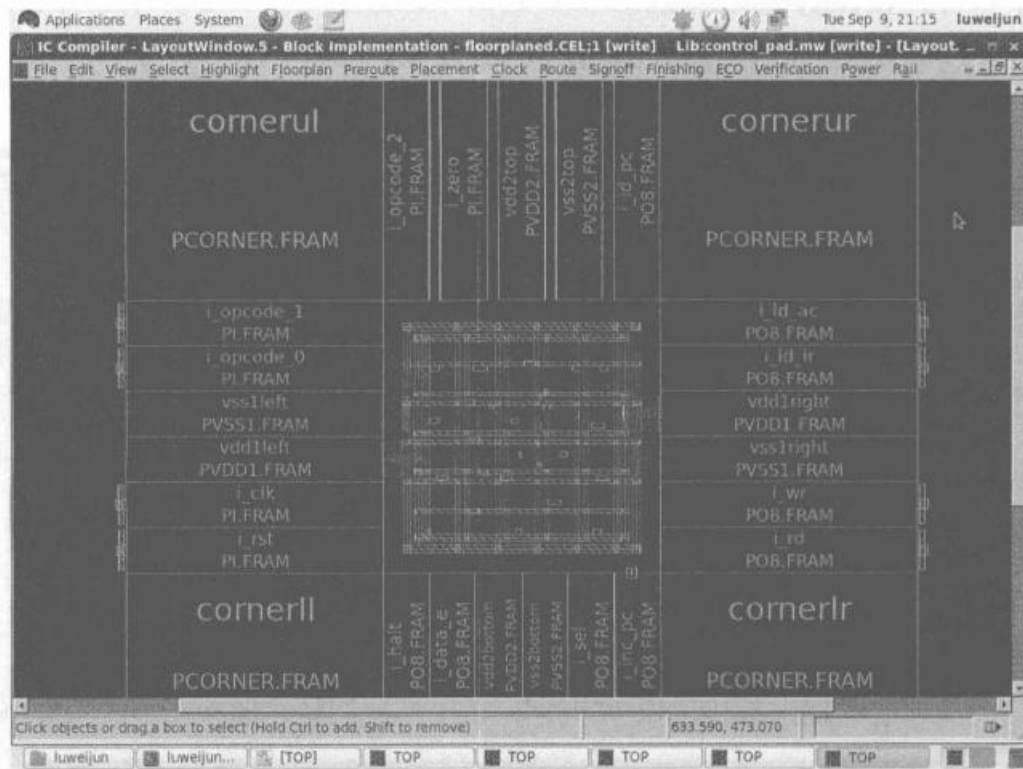 Applications Places System
Tue Sep 9, 21:15 luweijun
IC Compiler - LayoutWindow.5 - Block Implementation - floorplaned.CEL;1 [write] Lib:control_pad.mw [write] - [Layout.
File Edit View Select Highlight Floorplan Preroute Placement Clock Route Signoff Finishing ECO Verification Power Rail
cornerul
PCORNER.FRAM
i_opcode_2
PI.FRAM
i_zero
PI.FRAM
vdd2top
PVDD2.FRAM
vss2top
PVSS2.FRAM
i_ld_pc
PO8.FRAM
cornerur
PCORNER.FRAM
i_opcode_1
PI.FRAM
i_opcode_0
PI.FRAM
vss1left
PVSS1.FRAM
vdd1left
PVDD1.FRAM
i_clk
PI.FRAM
i_rst
PI.FRAM
i_ld_ac
PO8.FRAM
i_ld_ir
PO8.FRAM
vdd1right
PVDD1.FRAM
vss1right
PVSS1.FRAM
i_wr
PO8.FRAM
i_rd
PO8.FRAM
cornerll
PCORNER.FRAM
i_halt
PO8.FRAM
i_data_e
PO8.FRAM
vdd2bottom
PVDD2.FRAM
vss2bottom
PVSS2.FRAM
i_sel
PO8.FRAM
i_inc_pc
PO8.FRAM
cornerlr
PCORNER.FRAM
Click objects or drag a box to select (Hold Ctrl to add, Shift to remove)
633.590, 473.070
luweijun
luweijun...
[TOP]
TOP
TOP
TOP
TOP
TOP